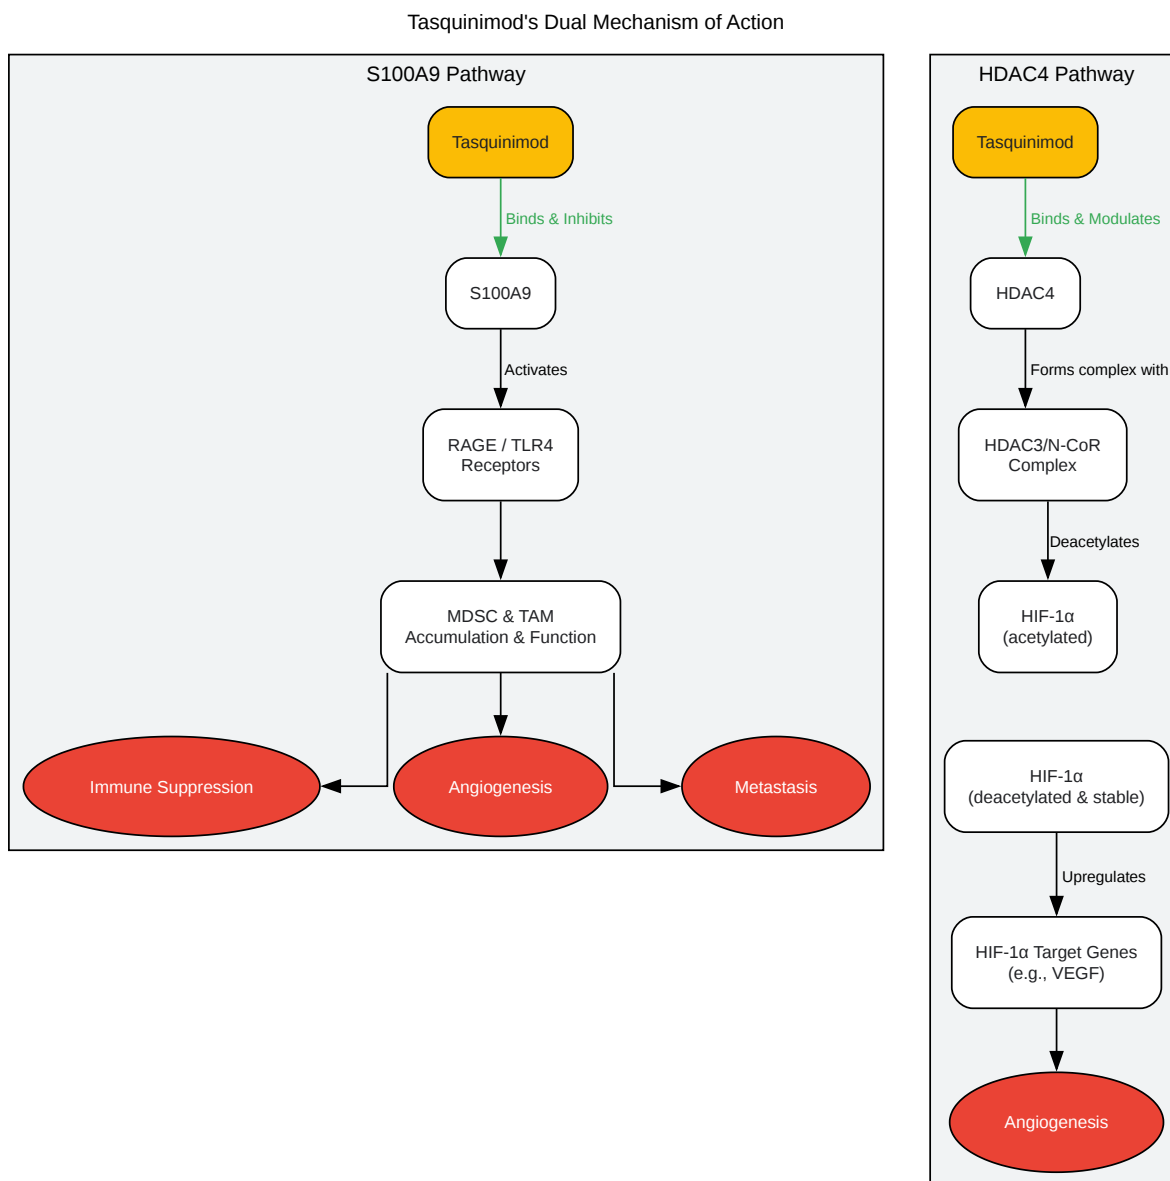 Tasquinimod's Dual Mechanism of Action
S100A9 Pathway
Tasquinimod
Binds & Inhibits
S100A9
Activates
RAGE / TLR4
Receptors
MDSC & TAM
Accumulation & Function
Immune Suppression
Angiogenesis
Metastasis
HDAC4 Pathway
Tasquinimod
Binds & Modulates
HDAC4
Forms complex with
HDAC3/N-CoR
Complex
Deacetylates
HIF-1α
(acetylated)
HIF-1α
(deacetylated & stable)
Upregulates
HIF-1α Target Genes
(e.g., VEGF)
Angiogenesis